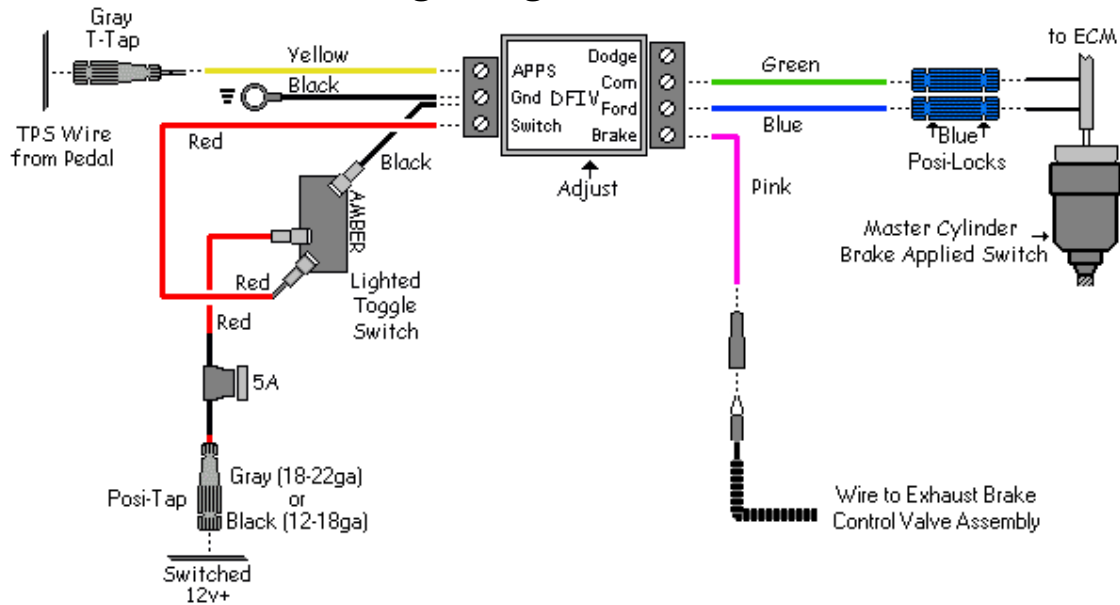 Gray
T-Tap
Yellow
Black
TPS Wire
from Pedal
Red
Black
APPS
Gnd
Switch
DFIV
Dodge
Com
Ford
Brake
Adjust
Green
Blue
Pink
Blue
Posi-Locks
to ECM
Master Cylinder
Brake Applied Switch
AMBER
Lighted
Toggle
Switch
Red
Red
5A
Posi-Tap
Gray (18-22ga)
or
Black (12-18ga)
Switched
12v+
Wire to Exhaust Brake
Control Valve Assembly